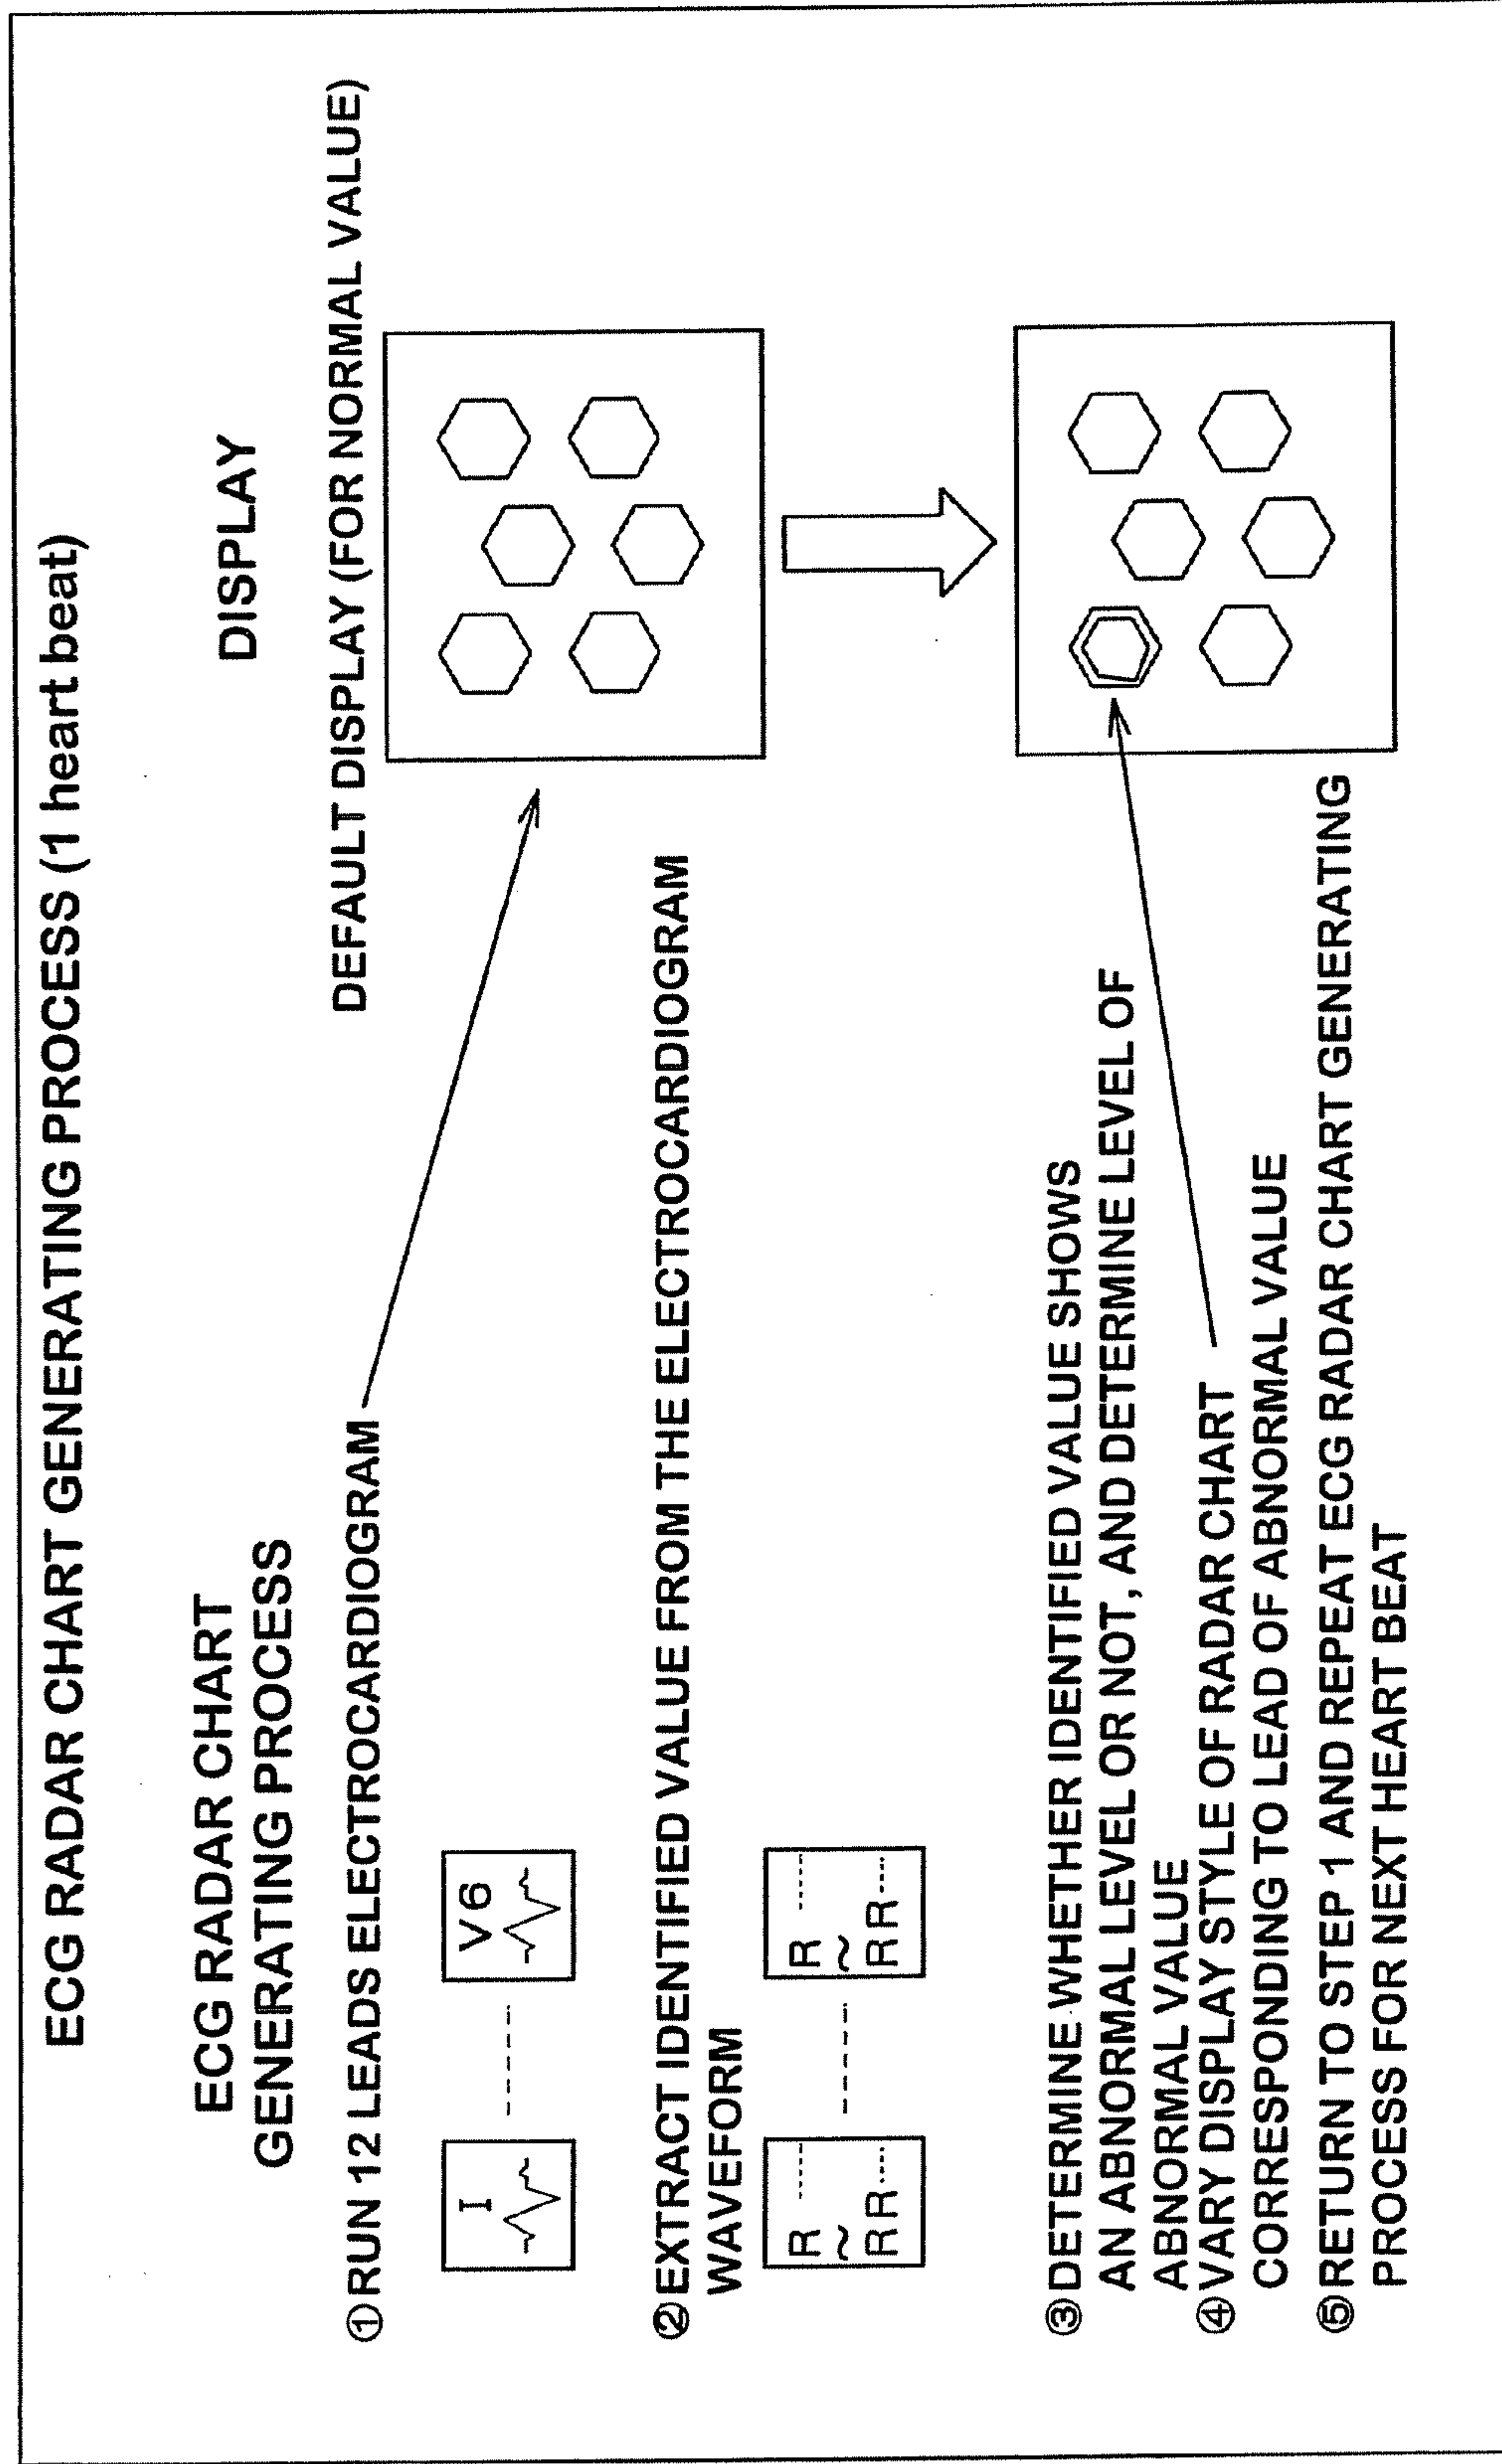 ECG RADAR CHART GENERATING PROCESS (1 heart beat)
ECG RADAR CHART
GENERATING PROCESS
DISPLAY
①RUN 12 LEADS ELECTROCARDIOGRAM
DEFAULT DISPLAY (FOR NORMAL VALUE)
I
V6
②EXTRACT IDENTIFIED VALUE FROM THE ELECTROCARDIOGRAM
WAVEFORM
R -----
~
RR----
R -----
~
RR----
③DETERMINE WHETHER IDENTIFIED VALUE SHOWS
AN ABNORMAL LEVEL OR NOT, AND DETERMINE LEVEL OF
ABNORMAL VALUE
④VARY DISPLAY STYLE OF RADAR CHART
CORRESPONDING TO LEAD OF ABNORMAL VALUE
⑤RETURN TO STEP 1 AND REPEAT ECG RADAR CHART GENERATING
PROCESS FOR NEXT HEART BEAT